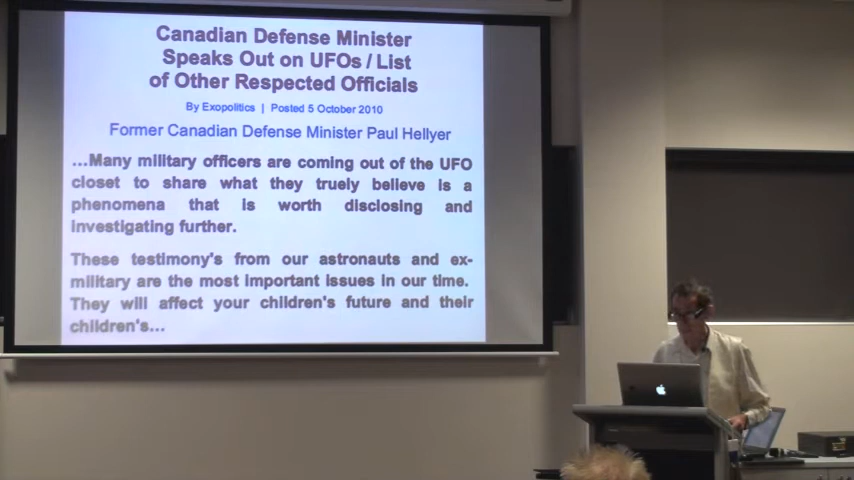 Canadian Defense Minister
Speaks Out on UFOs / List
of Other Respected Officials
By Exopolitics | Posted 5 October 2010
Former Canadian Defense Minister Paul Hellyer
...Many military officers are coming out of the UFO
closet to share what they truely believe is a
phenomena that is worth disclosing and
investigating further.
These testimony's from our astronauts and ex-
military are the most important issues in our time.
They will affect your children's future and their
children's...